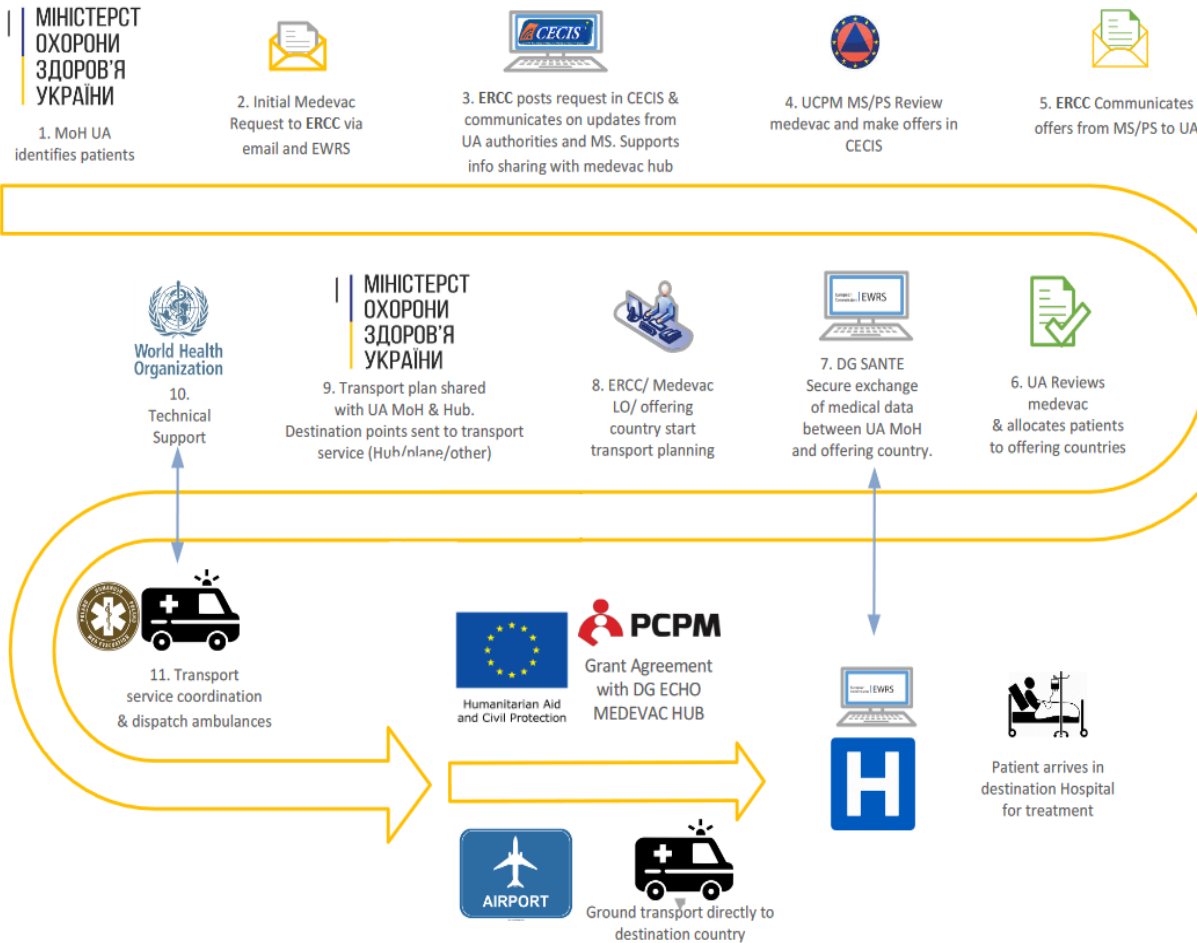 МІНІСТЕРСТ
ОХОРОНИ
ЗДОРОВ'Я
УКРАЇНИ
1. MoH UA
identifies patients
2. Initial Medevac
Request to ERCC via
email and EWRS
CECIS
3. ERCC posts request in CECIS &
communicates on updates from
UA authorities and MS. Supports
info sharing with medevac hub
4. UCPM MS/PS Review
medevac and make offers in
CECIS
5. ERCC Communicates
offers from MS/PS to UA
World Health
Organization
10.
Technical
Support
МІНІСТЕРСТ
ОХОРОНИ
ЗДОРОВ'Я
УКРАЇНИ
9. Transport plan shared
with UA MoH & Hub.
Destination points sent to transport
service (Hub/plane/other)
8. ERCC/ Medevac
LO/ offering
country start
transport planning
EWRS
7. DG SANTE
Secure exchange
of medical data
between UA MoH
and offering country.
6. UA Reviews
medevac
& allocates patients
to offering countries
11. Transport
service coordination
& dispatch ambulances
Humanitarian Aid
and Civil Protection
PCPM
Grant Agreement
with DG ECHO
MEDEVAC HUB
EWRS
H
Patient arrives in
destination Hospital
for treatment
AIRPORT
Ground transport directly to
destination country